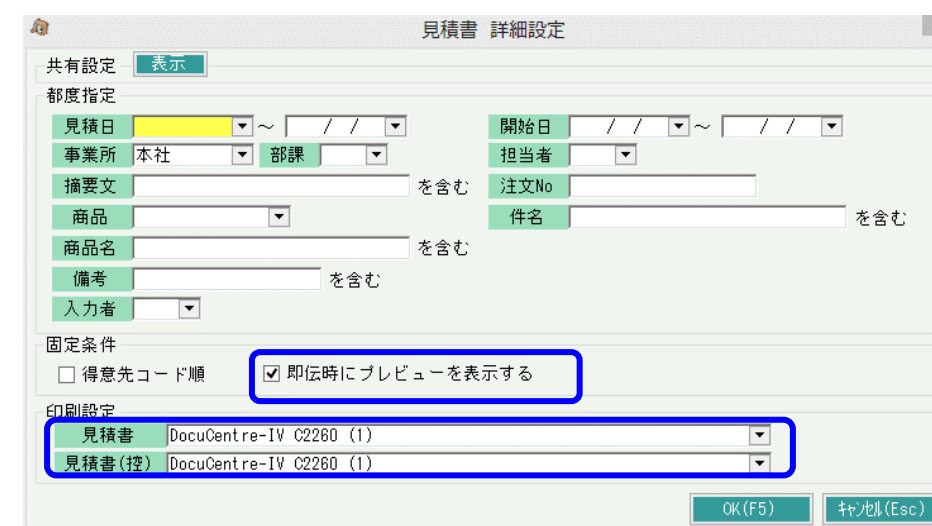 見積書 詳細設定
共有設定 表示
都度指定
見積日 ～ / / 開始日 / / ～ / /
事業所 本社 部課 担当者
摘要文 を含む 注文No
商品 件名 を含む
商品名 を含む
備考 を含む
入力者
固定条件
得意先コード順 即伝時にプレビューを表示する
印刷設定
見積書 DocuCentre-IV C2260 (1)
見積書(控) DocuCentre-IV C2260 (1)
OK(F5) ｷｬﾝｾﾙ(Esc)